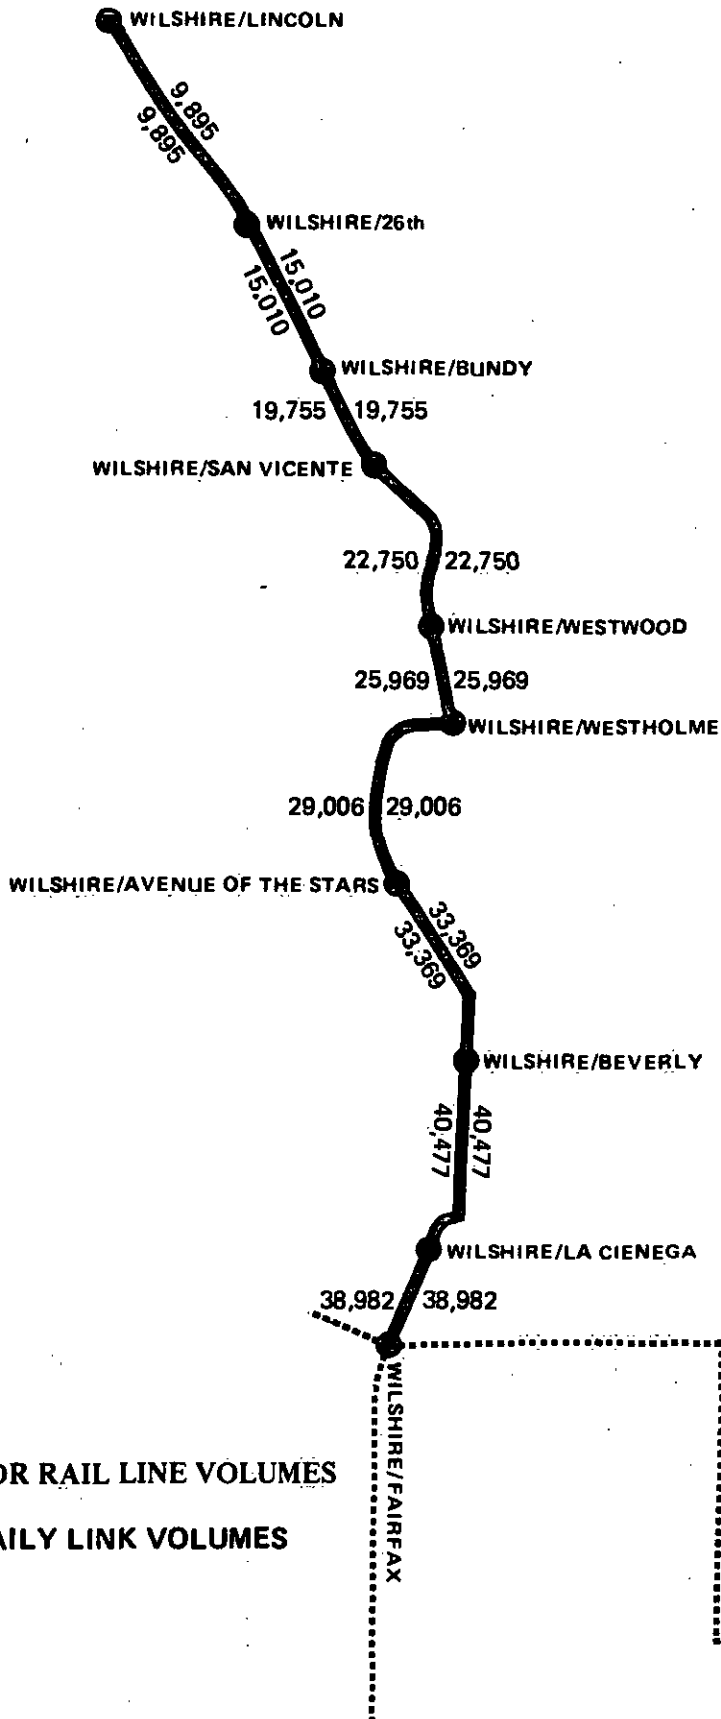 WILSHIRE/LINCOLN
9,895
9,895
WILSHIRE/26th
15,010
15,010
WILSHIRE/BUNDY
19,755 19,755
WILSHIRE/SAN VICENTE
22,750 22,750
WILSHIRE/WESTWOOD
25,969 25,969
WILSHIRE/WESTHOLME
29,006 29,006
WILSHIRE/AVENUE OF THE STARS
33,369
33,369
WILSHIRE/BEVERLY
40,477
40,477
WILSHIRE/LA CIENEGA
38,982 38,982
WILSHIRE/FAIRFAX
OR RAIL LINE VOLUMES
AILY LINK VOLUMES